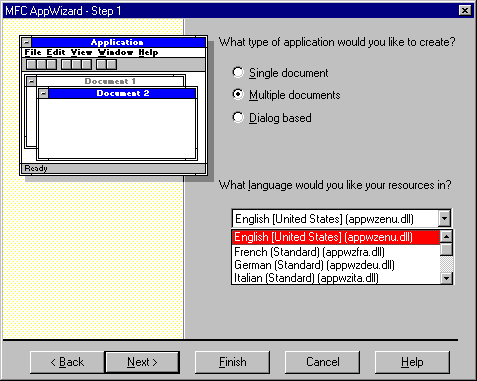 MFC AppWizard - Step 1
Application
File Edit View Window Help
Document 1
Document 2
Ready
What type of application would you like to create?
Single document
Multiple documents
Dialog based
What language would you like your resources in?
English [United States] (appwzenu.dll)
English [United States] (appwzenu.dll)
French (Standard) (appwzfra.dll)
German (Standard) (appwzdeu.dll)
Italian (Standard) (appwzita.dll)
< Back
Next >
Finish
Cancel
Help